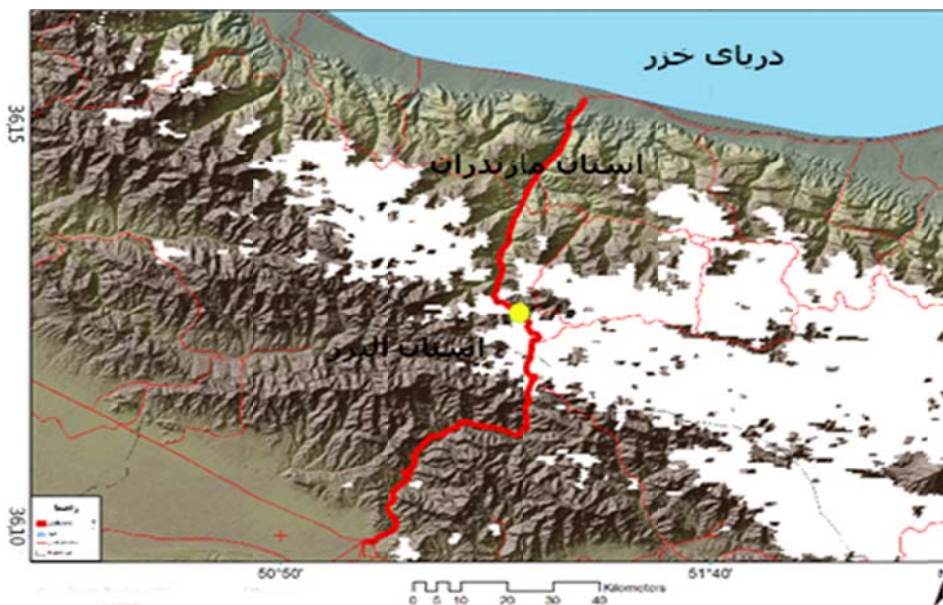 دریای خزر
استان مازندران
استان البرز
36,15
36,10
راهنما
50°50'
51°40'
0 5 10 20 30 40 Kilometers